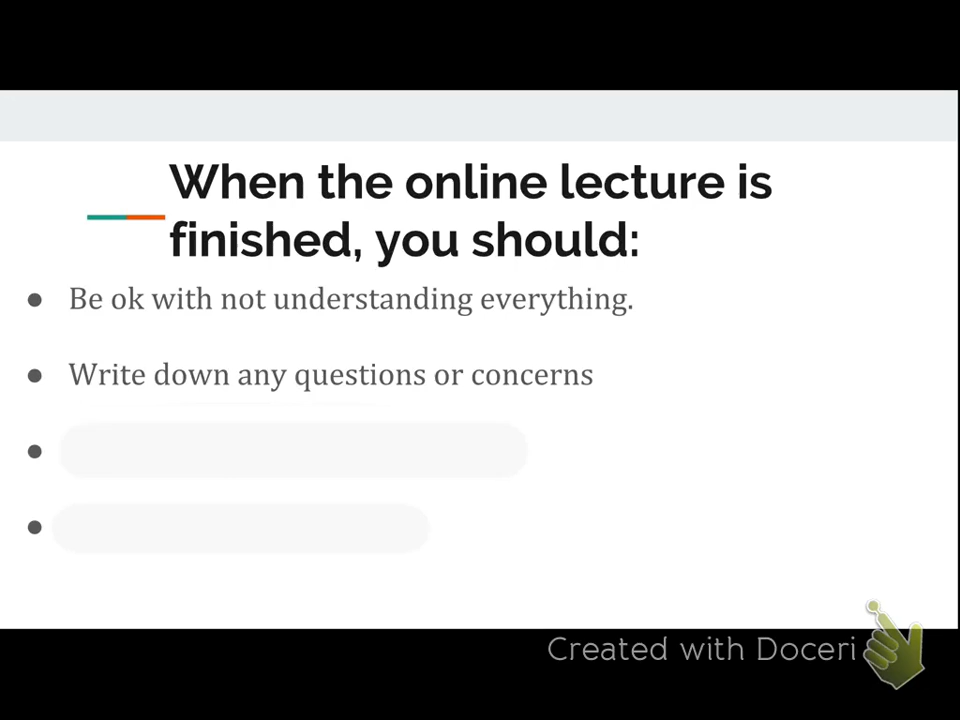 When the online lecture is
finished, you should:
● Be ok with not understanding everything.
● Write down any questions or concerns
●
●
Created with Doceri